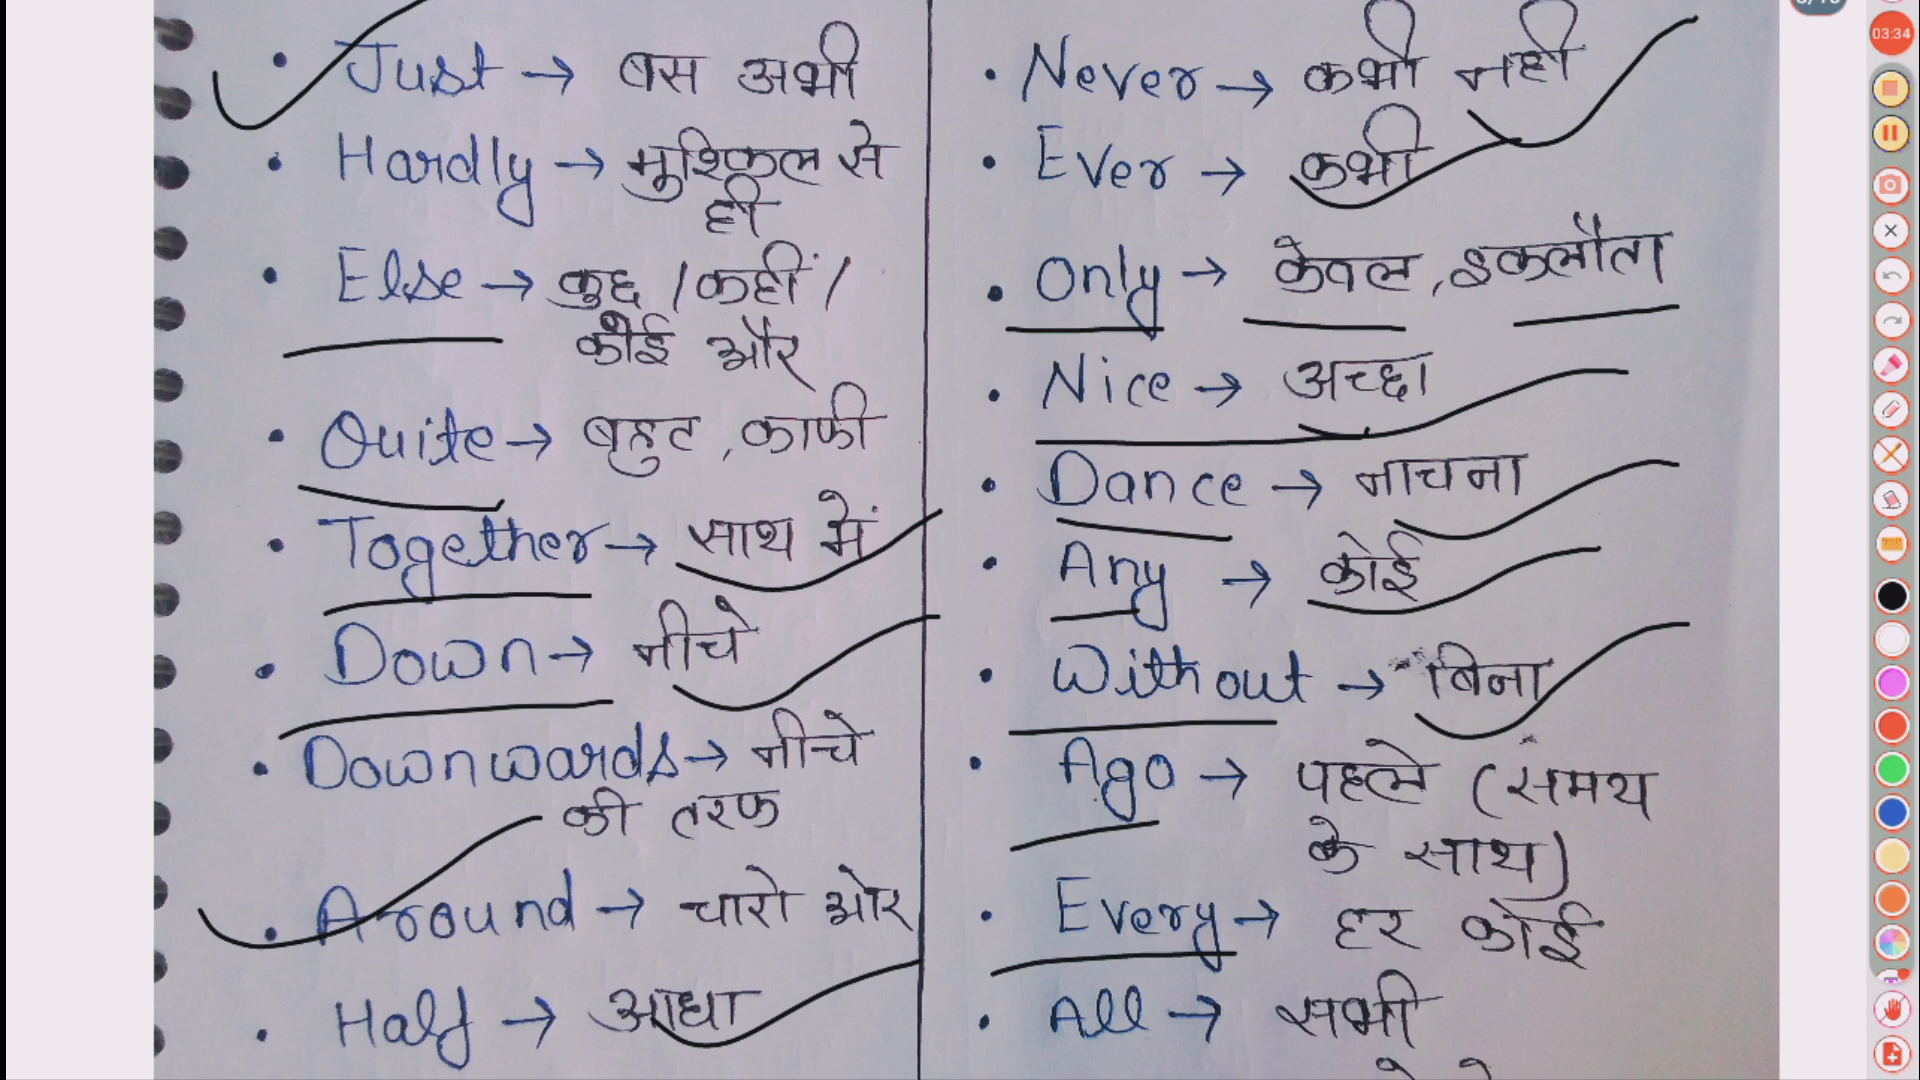 Just → बस अभी
Hardly → मुश्किल से
ही
Else → कुछ / कहीं /
कोई और
Quite → बहुट, काफी
Together → साथ में
Down → नीचे
Downwards → नीचे
की तरफ
Around → चारो ओर
Half → आधा
Never → कभी नही
Ever → कभी
Only → केवल, इकलौता
Nice → अच्छा
Dance → नाचना
Any → कोई
Without → बिना
Ago → पहले (समय
के साथ)
Every → हर कोई
All → सभी
03:34